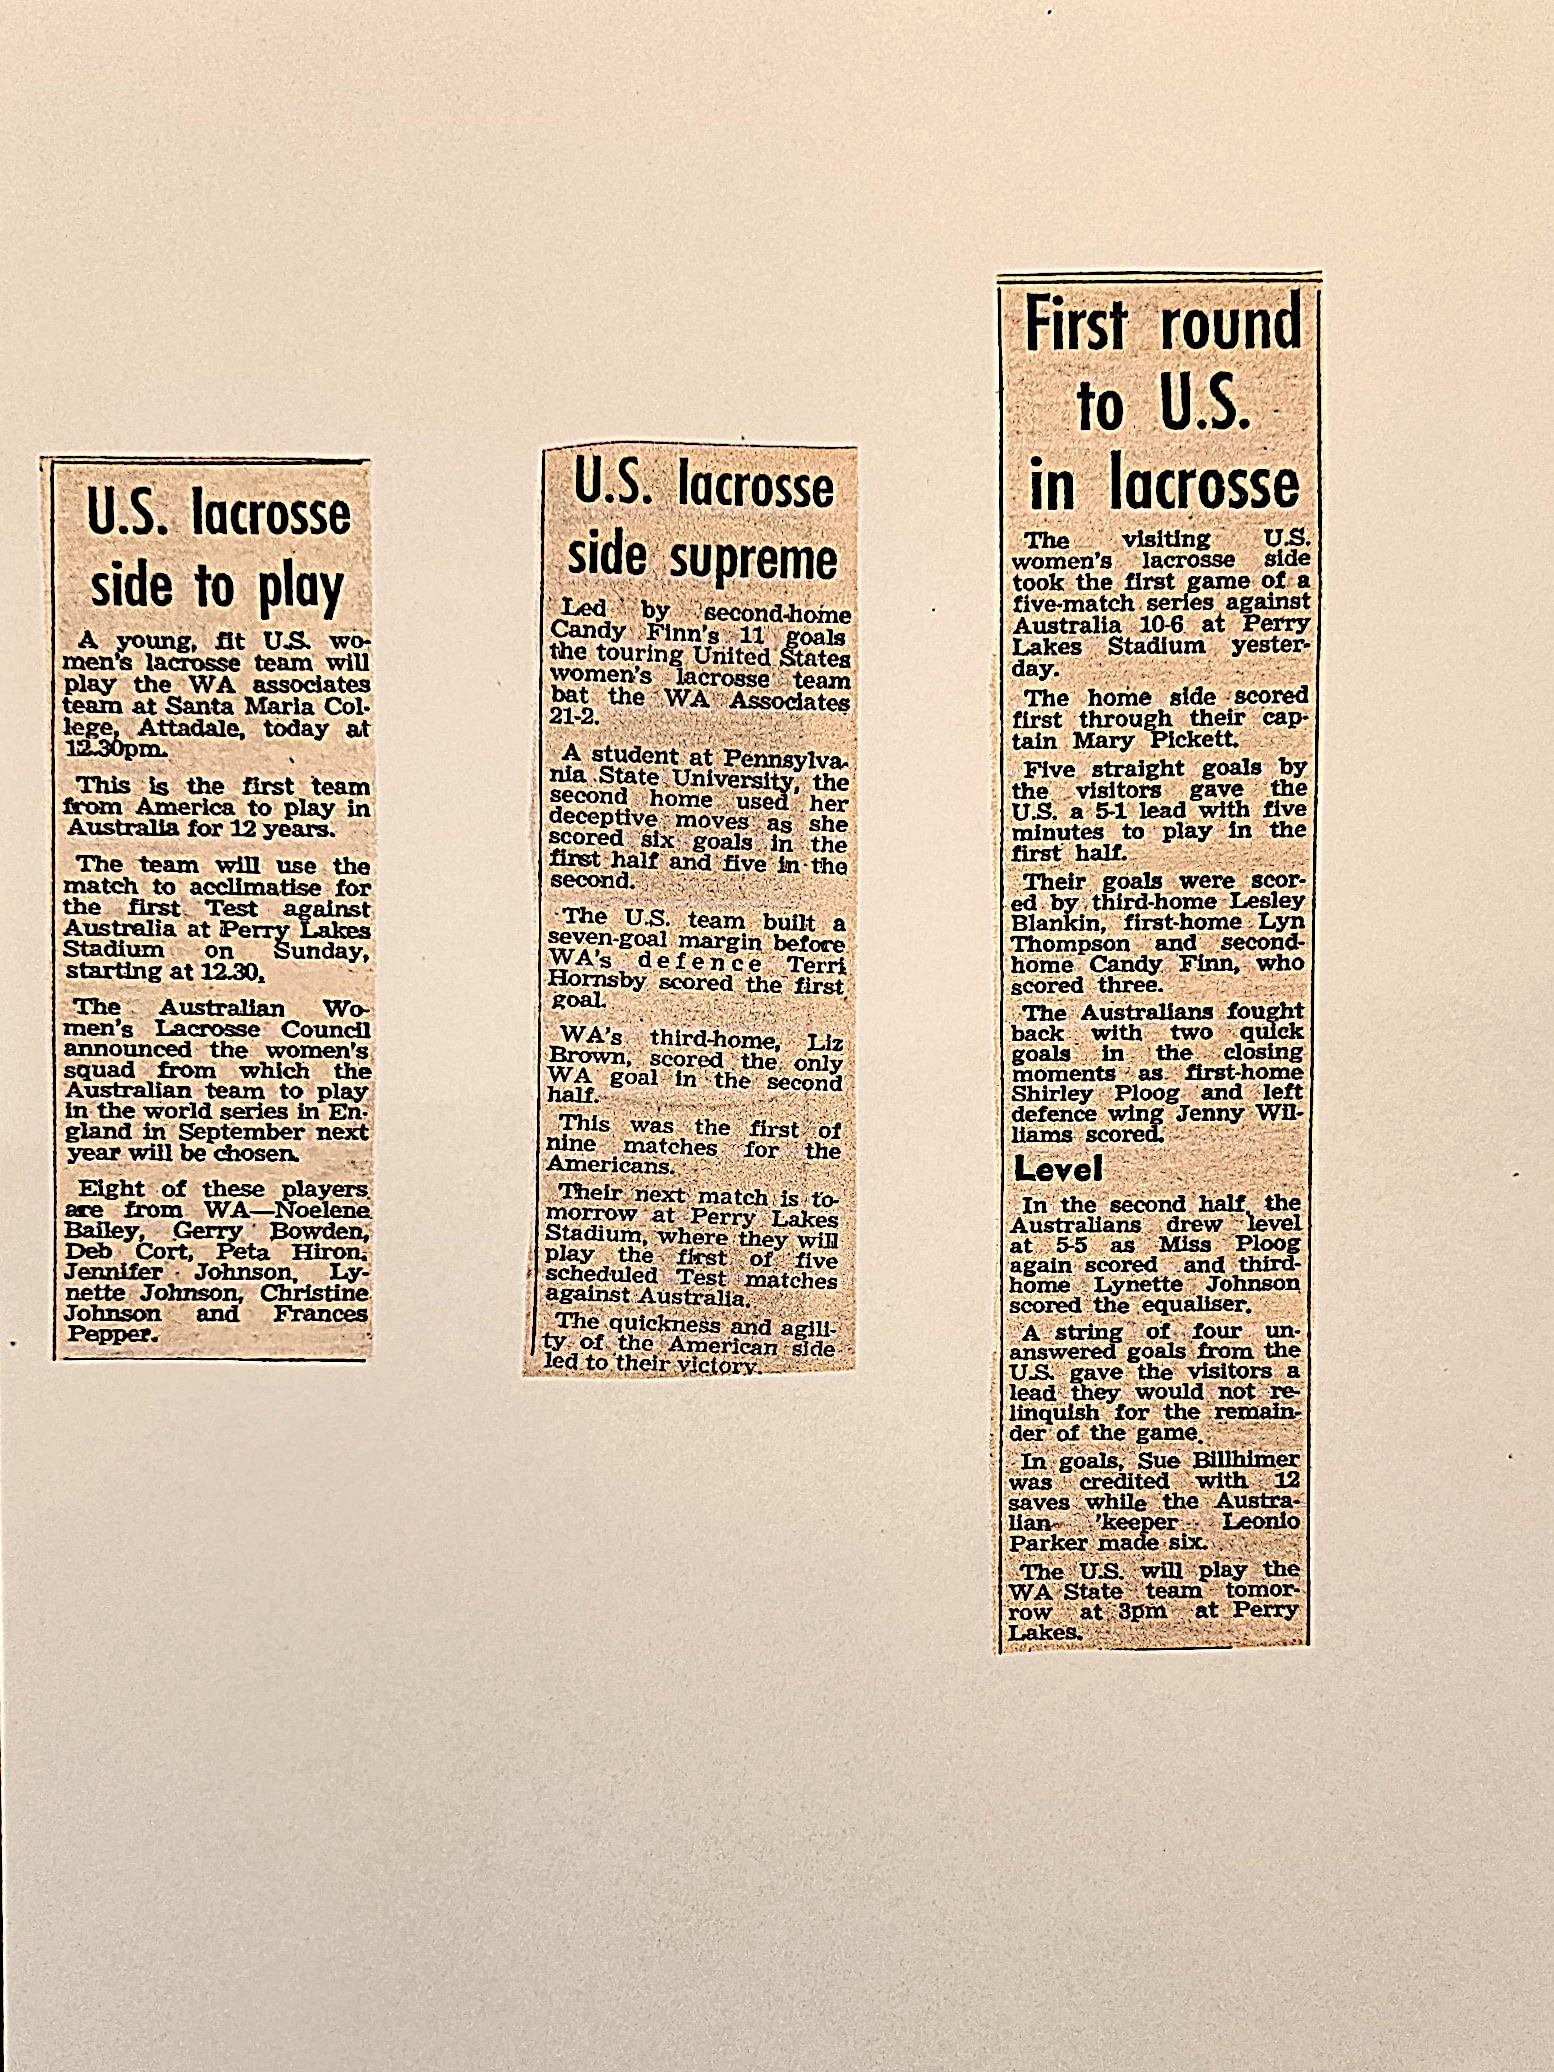 U.S. lacrosse
side to play
A young, fit U.S. wo-
men's lacrosse team will
play the WA associates
team at Santa Maria Col-
lege, Attadale, today at
12.30pm.
This is the first team
from America to play in
Australia for 12 years.
The team will use the
match to acclimatise for
the first Test against
Australia at Perry Lakes
Stadium on Sunday,
starting at 12.30.
The Australian Wo-
men's Lacrosse Council
announced the women's
squad from which the
Australian team to play
in the world series in En-
gland in September next
year will be chosen.
Eight of these players
are from WA—Noelene
Bailey, Gerry Bowden,
Deb Cort, Peta Hiron,
Jennifer Johnson, Ly-
nette Johnson, Christine
Johnson and Frances
Pepper.
U.S. lacrosse
side supreme
Led by second-home
Candy Finn's 11 goals
the touring United States
women's lacrosse team
bat the WA Associates
21-2.
A student at Pennsylva-
nia State University, the
second home used her
deceptive moves as she
scored six goals in the
first half and five in the
second.
The U.S. team built a
seven-goal margin before
WA's defence Terri
Hornsby scored the first
goal.
WA's third-home, Liz
Brown, scored the only
WA goal in the second
half.
This was the first of
nine matches for the
Americans.
Their next match is to-
morrow at Perry Lakes
Stadium, where they will
play the first of five
scheduled Test matches
against Australia.
The quickness and agili-
ty of the American side
led to their victory.
First round
to U.S.
in lacrosse
The visiting U.S.
women's lacrosse side
took the first game of a
five-match series against
Australia 10-6 at Perry
Lakes Stadium yester-
day.
The home side scored
first through their cap-
tain Mary Pickett.
Five straight goals by
the visitors gave the
U.S. a 5-1 lead with five
minutes to play in the
first half.
Their goals were scor-
ed by third-home Lesley
Blankin, first-home Lyn
Thompson and second-
home Candy Finn, who
scored three.
The Australians fought
back with two quick
goals in the closing
moments as first-home
Shirley Ploog and left
defence wing Jenny Wil-
liams scored.
Level
In the second half the
Australians drew level
at 5-5 as Miss Ploog
again scored and third-
home Lynette Johnson
scored the equaliser.
A string of four un-
answered goals from the
U.S. gave the visitors a
lead they would not re-
linquish for the remain-
der of the game.
In goals, Sue Billhimer
was credited with 12
saves while the Austra-
lian 'keeper Leonio
Parker made six.
The U.S. will play the
WA State team tomor-
row at 3pm at Perry
Lakes.